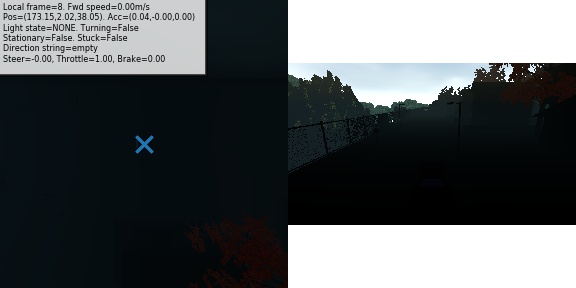 Local frame=8. Fwd speed=0.00m/s
Pos=(173.15,2.02,38.05). Acc=(0.04,-0.00,0.00)
Light state=NONE. Turning=False
Stationary=False. Stuck=False
Direction string=empty
Steer=-0.00, Throttle=1.00, Brake=0.00